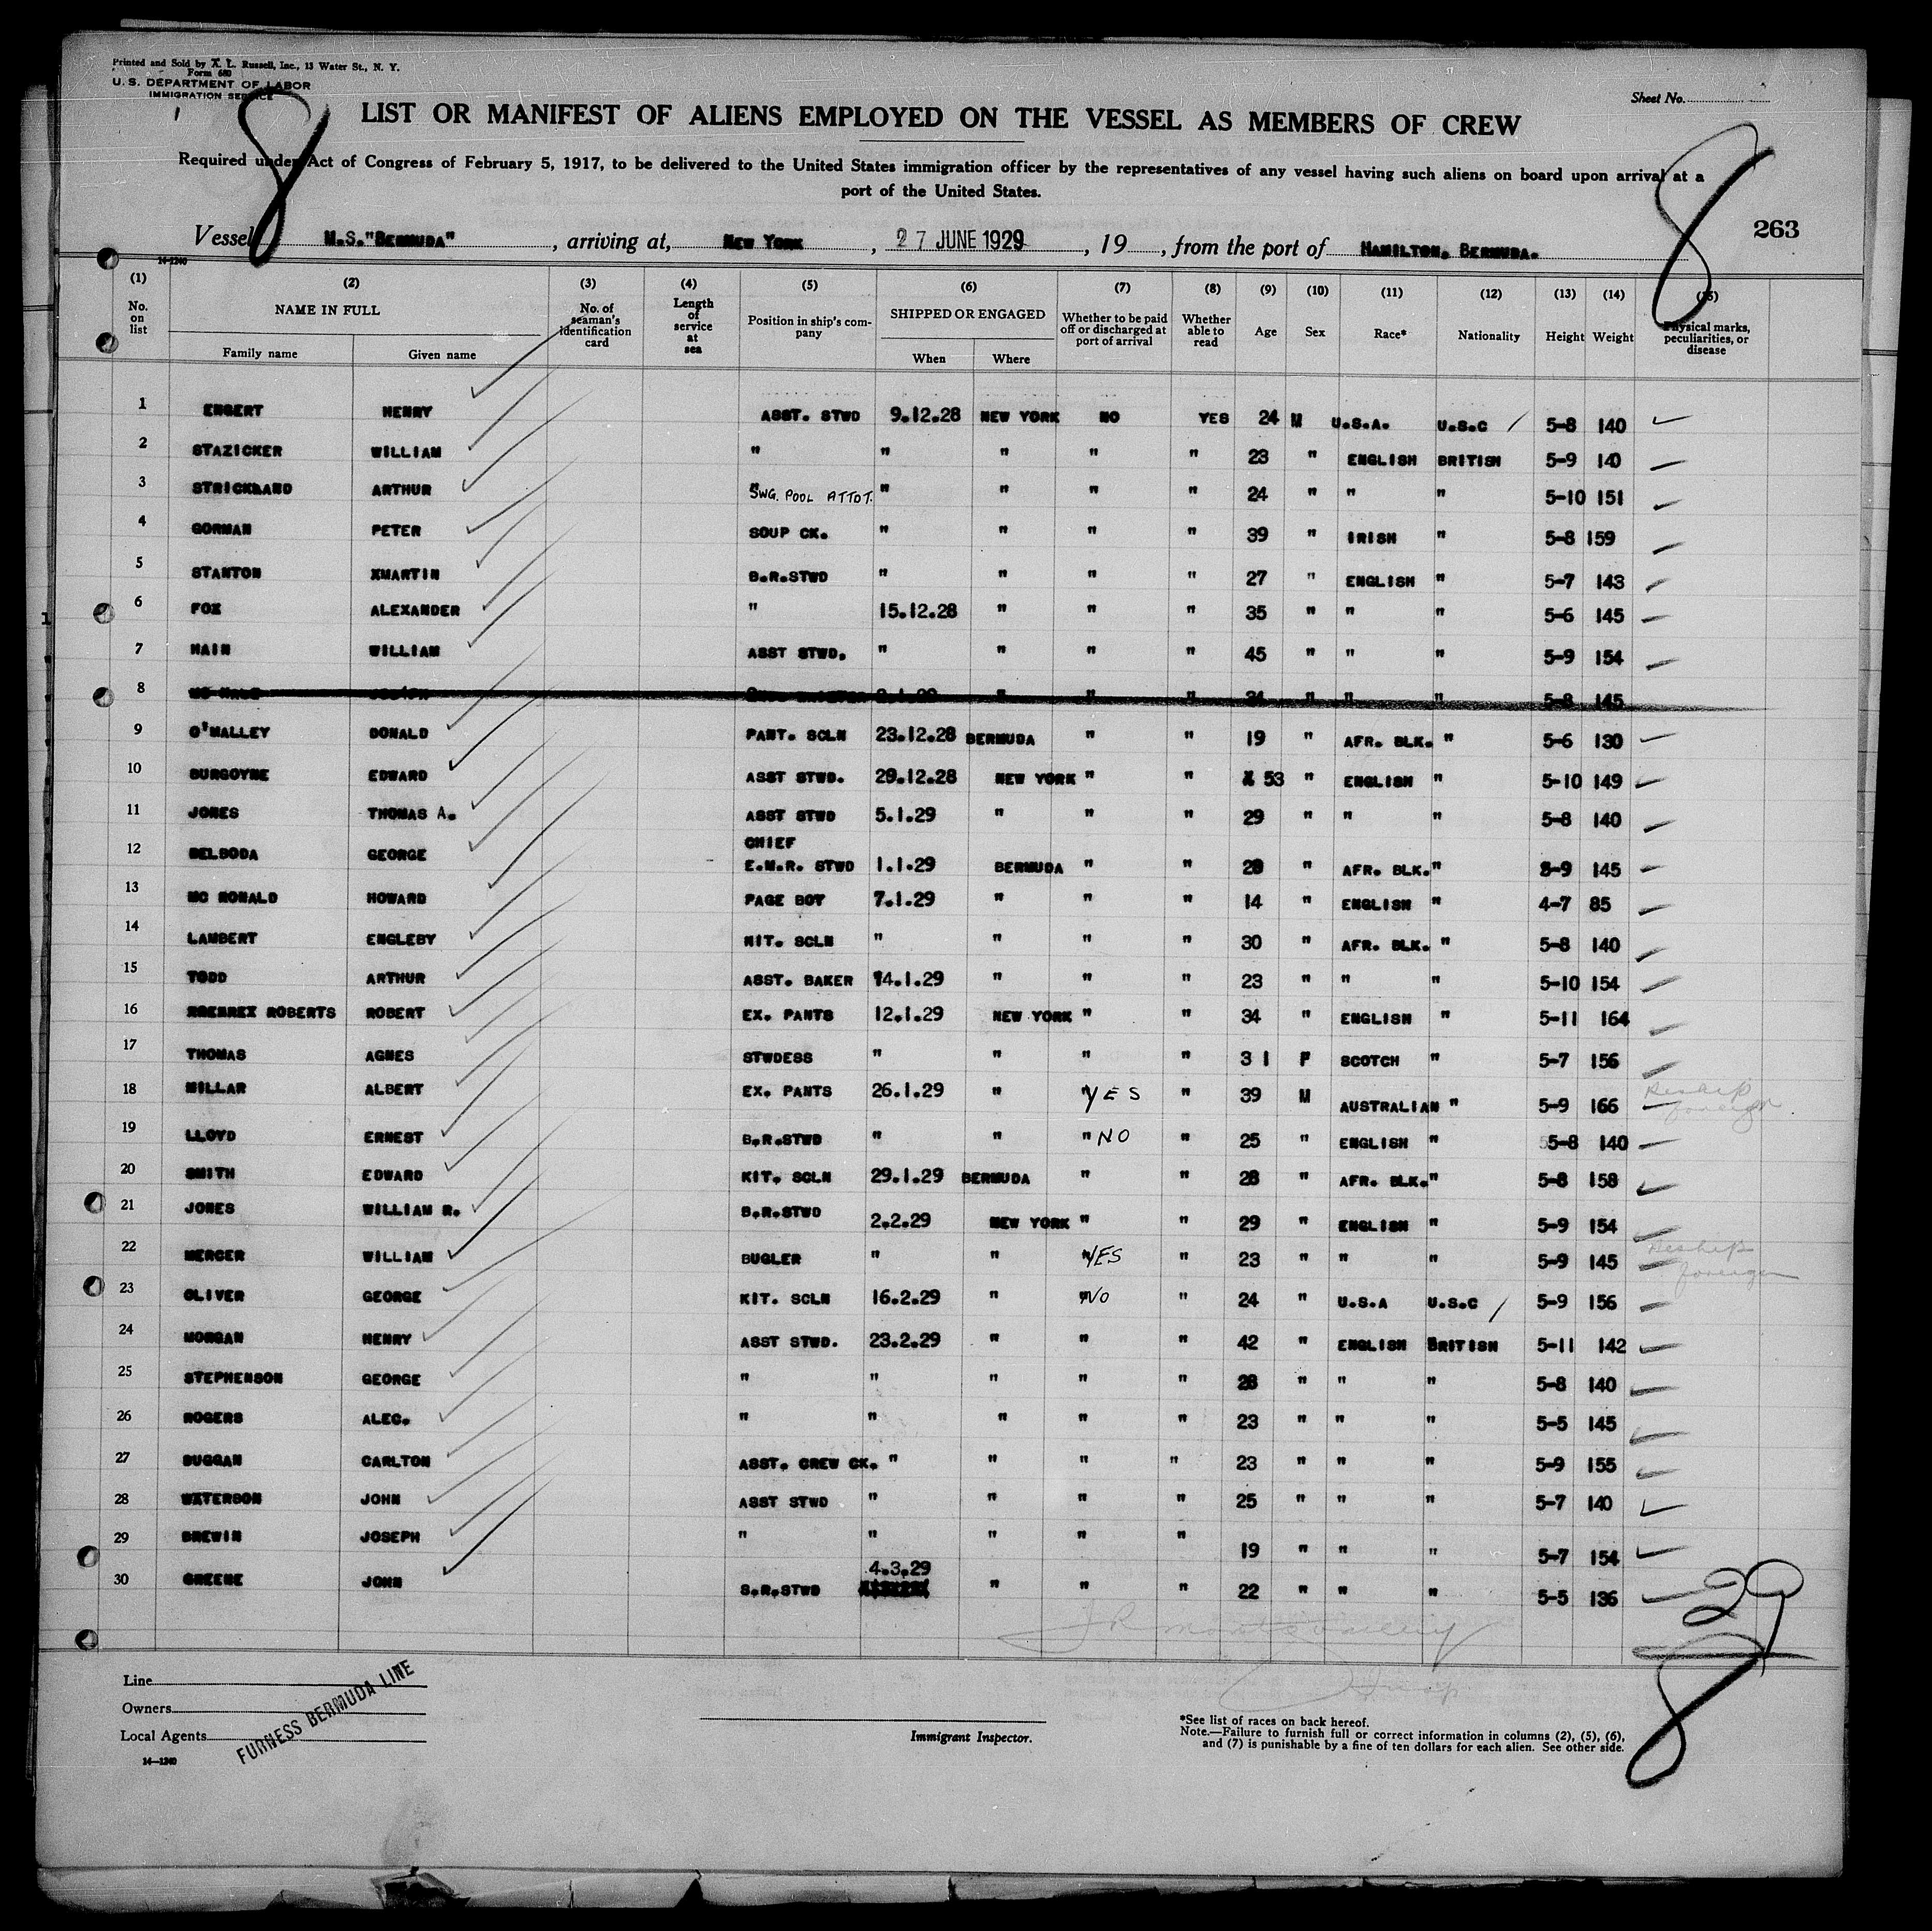 Printed and Sold by A. L. Russell, Inc., 13 Water St., N. Y.
Form 680
U. S. DEPARTMENT OF LABOR
IMMIGRATION SERVICE
Sheet No.
8
8
LIST OR MANIFEST OF ALIENS EMPLOYED ON THE VESSEL AS MEMBERS OF CREW
Required under Act of Congress of February 5, 1917, to be delivered to the United States immigration officer by the representatives of any vessel having such aliens on board upon arrival at a
port of the United States.
Vessel M.S."BERMUDA", arriving at, NEW YORK, 27 JUNE 1929, 19, from the port of HAMILTON, BERMUDA.
263
14-1240
(1) (2) (3) (4) (5) (6) (7) (8) (9) (10) (11) (12) (13) (14) (15)
No. on list NAME IN FULL Family name Given name No. of seaman's identification card Length of service at sea Position in ship's company SHIPPED OR ENGAGED When Where Whether to be paid off or discharged at port of arrival Whether able to read Age Sex Race* Nationality Height Weight Physical marks, peculiarities, or disease
1 ENGERT HENRY ASST. STWD 9.12.28 NEW YORK NO YES 24 M U.S.A. U.S.C 5-8 140
2 STAZICKER WILLIAM " " " " " 23 " ENGLISH BRITISH 5-9 140
3 STRICKLAND ARTHUR SWG. POOL ATTDT. " " " " 24 " " " 5-10 151
4 GORMAN PETER SOUP CK. " " " " 39 " IRISH " 5-8 159
5 STANTON XMARTIN B.R.STWD " " " " 27 " ENGLISH " 5-7 143
6 FOX ALEXANDER " 15.12.28 " " " 35 " " " 5-6 145
7 HAIN WILLIAM ASST STWD. " " " " 45 " " " 5-9 154
8 JOSEPH " " " " " " 5-8 145
9 O'MALLEY DONALD PANT. SCLN 23.12.28 BERMUDA " " 19 " AFR. BLK. " 5-6 130
10 BURGOYNE EDWARD ASST STWD. 29.12.28 NEW YORK " " 53 " ENGLISH " 5-10 149
11 JONES THOMAS A. ASST STWD 5.1.29 " " " 29 " " " 5-8 140
12 BELBODA GEORGE CHIEF E.M.R. STWD 1.1.29 BERMUDA " " 28 " AFR. BLK. " 5-9 145
13 MC RONALD HOWARD PAGE BOY 7.1.29 " " " 14 " ENGLISH " 4-7 85
14 LAMBERT ENGLEBY KIT. SCLN " " " " 30 " AFR. BLK. " 5-8 140
15 TODD ARTHUR ASST. BAKER 14.1.29 " " " 23 " " " 5-10 154
16 ROBERTS ROBERT EX. PANTS 12.1.29 NEW YORK " " 34 " ENGLISH " 5-11 164
17 THOMAS AGNES STWDESS " " " " 31 F SCOTCH " 5-7 156
18 MILLAR ALBERT EX. PANTS 26.1.29 " YES " 39 M AUSTRALIAN " 5-9 166 Reship foreign
19 LLOYD ERNEST B.R.STWD " " " NO " 25 " ENGLISH " 5-8 140
20 SMITH EDWARD KIT. SCLN 29.1.29 BERMUDA " " 28 " AFR. BLK. " 5-8 158
21 JONES WILLIAM R. B.R.STWD 2.2.29 NEW YORK " " 29 " ENGLISH " 5-9 154
22 MERCER WILLIAM BUGLER " " YES " 23 " " " 5-9 145 Reship foreign
23 OLIVER GEORGE KIT. SCLN 16.2.29 " NO " 24 " U.S.A U.S.C 5-9 156
24 MORGAN HENRY ASST STWD. 23.2.29 " " " 42 " ENGLISH BRITISH 5-11 142
25 STEPHENSON GEORGE " " " " " 28 " " " 5-8 140
26 ROGERS ALEC. " " " " " 23 " " " 5-5 145
27 DUGGAN CARLTON ASST. CREW CK. " " " " 23 " " " 5-9 155
28 WATERSON JOHN ASST STWD " " " " 25 " " " 5-7 140
29 BREWIN JOSEPH " " " " " 19 " " " 5-7 154
30 GREENE JOHN S.R.STWD 4.3.29 " " " 22 " " " 5-5 136
29
8
Line
Owners
Local Agents
FURNESS BERMUDA LINE
14—1240
Immigrant Inspector.
*See list of races on back hereof.
Note.—Failure to furnish full or correct information in columns (2), (5), (6),
and (7) is punishable by a fine of ten dollars for each alien. See other side.